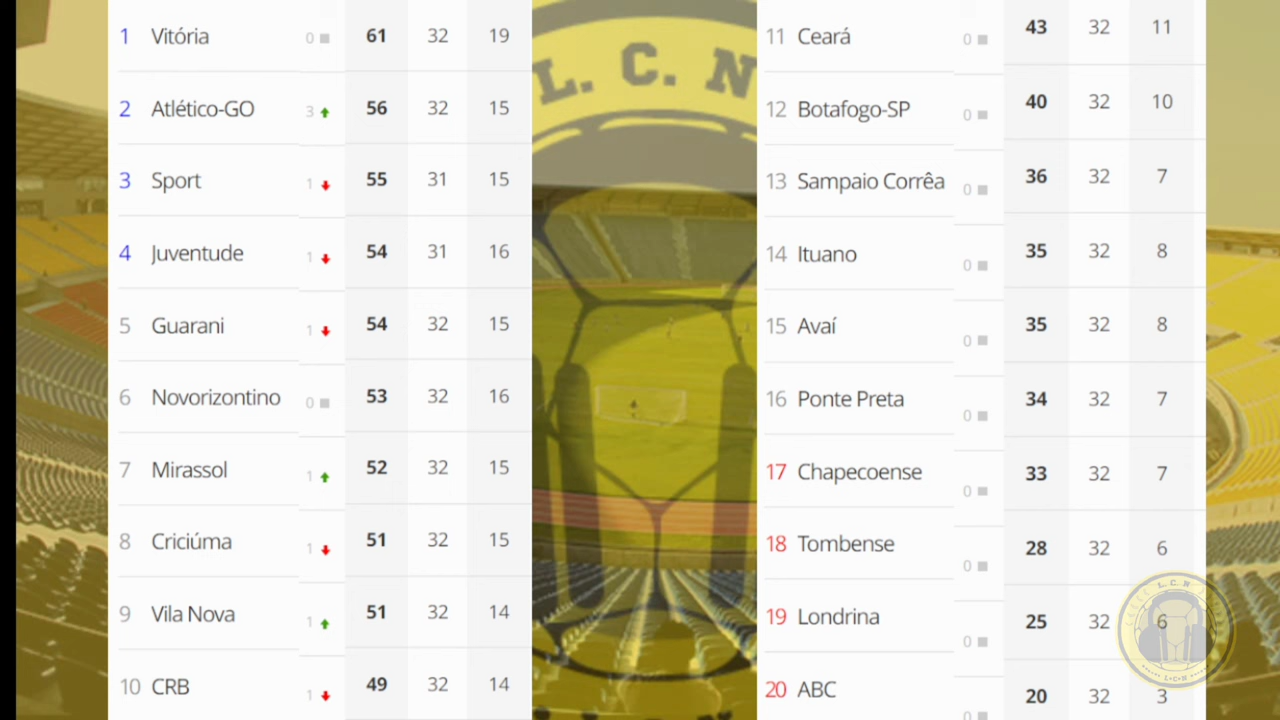 1 Vitória 0 61 32 19
2 Atlético-GO 3 56 32 15
3 Sport 1 55 31 15
4 Juventude 1 54 31 16
5 Guarani 1 54 32 15
6 Novorizontino 0 53 32 16
7 Mirassol 1 52 32 15
8 Criciúma 1 51 32 15
9 Vila Nova 1 51 32 14
10 CRB 1 49 32 14
L. C. N
11 Ceará 0 43 32 11
12 Botafogo-SP 0 40 32 10
13 Sampaio Corrêa 0 36 32 7
14 Ituano 0 35 32 8
15 Avaí 0 35 32 8
16 Ponte Preta 0 34 32 7
17 Chapecoense 0 33 32 7
18 Tombense 0 28 32 6
19 Londrina 0 25 32 6
20 ABC 0 20 32 3
L.C.N
L.C.N